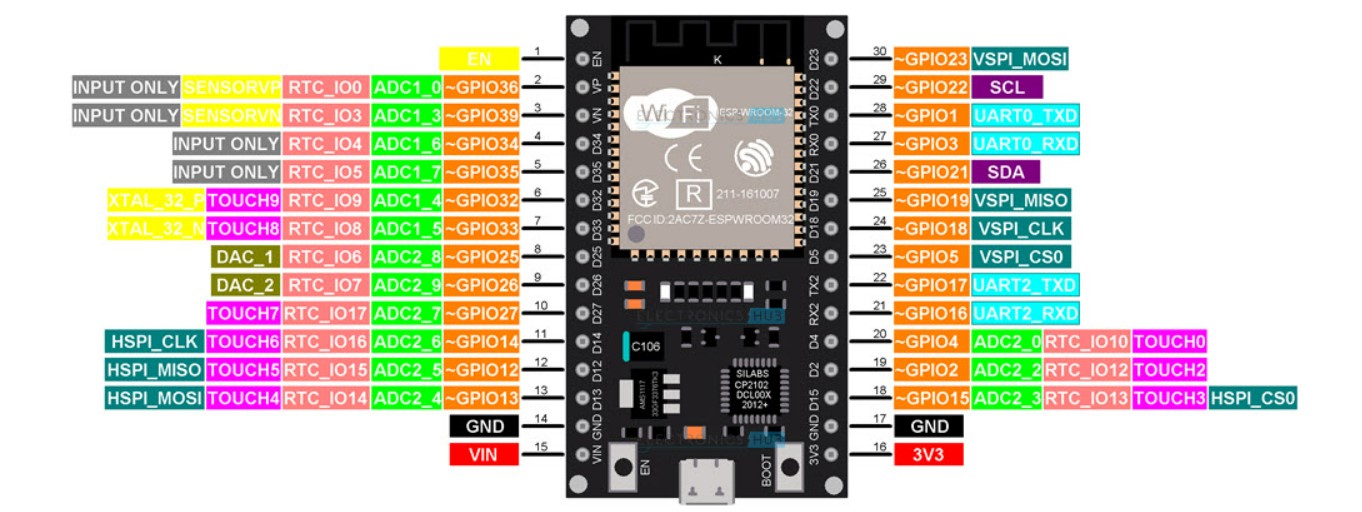 EN 1 EN D23 30 ~GPIO23 VSPI_MOSI
K
INPUT ONLY SENSORVP RTC_IO0 ADC1_0 ~GPIO36 2 VP D22 29 ~GPIO22 SCL
INPUT ONLY SENSORVN RTC_IO3 ADC1_3 ~GPIO39 3 VN TX0 28 ~GPIO1 UART0_TXD
Wi Fi ESP-WROOM-32
ELECTRONICS HUB
INPUT ONLY RTC_IO4 ADC1_6 ~GPIO34 4 D34 RX0 27 ~GPIO3 UART0_RXD
CE
INPUT ONLY RTC_IO5 ADC1_7 ~GPIO35 5 D35 D21 26 ~GPIO21 SDA
XTAL_32_P TOUCH9 RTC_IO9 ADC1_4 ~GPIO32 6 D32 D19 25 ~GPIO19 VSPI_MISO
R 211-161007
FCC ID:2AC7Z-ESPWROOM32
XTAL_32_N TOUCH8 RTC_IO8 ADC1_5 ~GPIO33 7 D33 D18 24 ~GPIO18 VSPI_CLK
DAC_1 RTC_IO6 ADC2_8 ~GPIO25 8 D25 D5 23 ~GPIO5 VSPI_CS0
DAC_2 RTC_IO7 ADC2_9 ~GPIO26 9 D26 TX2 22 ~GPIO17 UART2_TXD
TOUCH7 RTC_IO17 ADC2_7 ~GPIO27 10 D27 RX2 21 ~GPIO16 UART2_RXD
ELECTRONICS HUB
HSPI_CLK TOUCH6 RTC_IO16 ADC2_6 ~GPIO14 11 D14 D4 20 ~GPIO4 ADC2_0 RTC_IO10 TOUCH0
C106
HSPI_MISO TOUCH5 RTC_IO15 ADC2_5 ~GPIO12 12 D12 D2 19 ~GPIO2 ADC2_2 RTC_IO12 TOUCH2
SILABS
CP2102
DCL00X
2012+
AMS1117
HSPI_MOSI TOUCH4 RTC_IO14 ADC2_4 ~GPIO13 13 D13 D15 18 ~GPIO15 ADC2_3 RTC_IO13 TOUCH3 HSPI_CS0
GND 14 GND GND 17 GND
ELECTRONICS HUB
VIN 15 VIN 3V3 16 3V3
EN BOOT